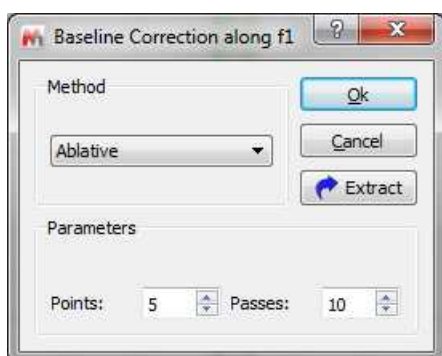 Baseline Correction along f1
Method
Ok
Ablative
Cancel
Extract
Parameters
Points: 5 Passes: 10